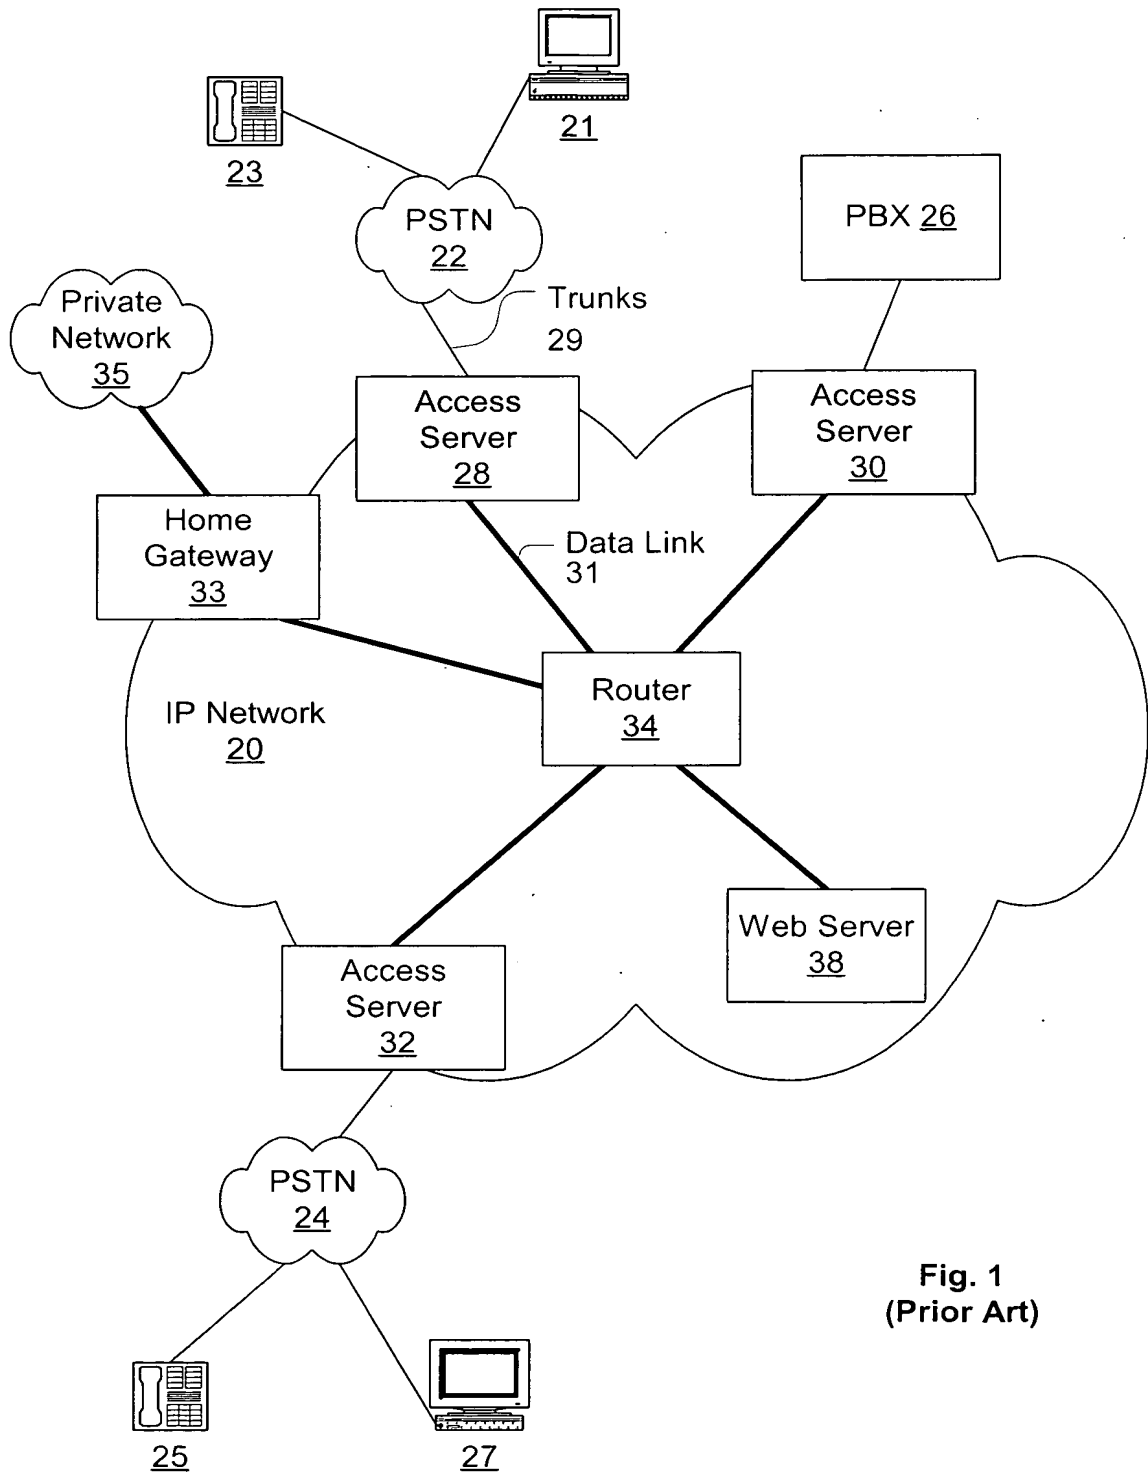 21
23
PSTN
22
PBX 26
Private
Network
35
Trunks
29
Access
Server
28
Access
Server
30
Home
Gateway
33
Data Link
31
Router
34
IP Network
20
Web Server
38
Access
Server
32
PSTN
24
Fig. 1
(Prior Art)
25
27